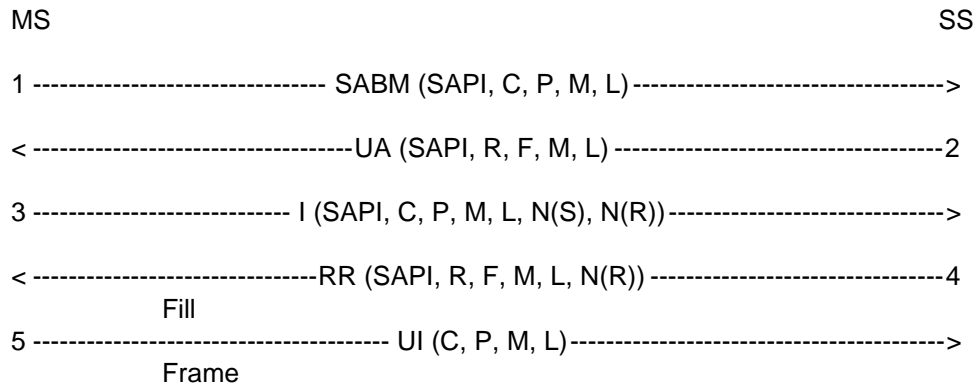 MS SS
1 --------------------------------- SABM (SAPI, C, P, M, L) ----------------------------------->
< ------------------------------------UA (SAPI, R, F, M, L) -------------------------------------2
3 ----------------------------- I (SAPI, C, P, M, L, N(S), N(R))------------------------------->
< --------------------------------RR (SAPI, R, F, M, L, N(R)) ---------------------------------4
Fill
5 ---------------------------------------- UI (C, P, M, L)------------------------------------------>
Frame